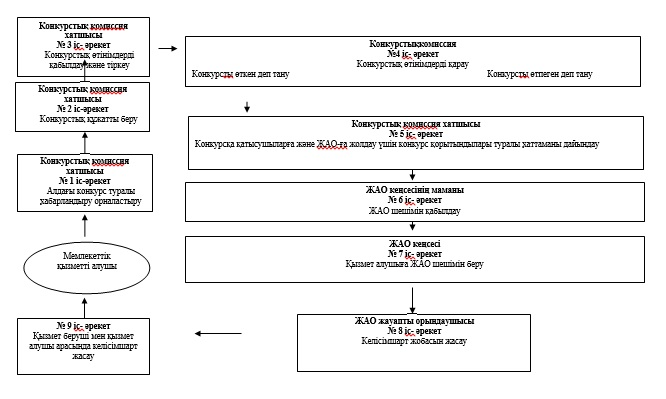 Конкурстық комиссия
хатшысы
№ 3 іс- әрекет
Конкурстық өтінімдерді
қабылдау және тіркеу
Конкурстықкомиссия
№4 іс- әрекет
Конкурстық өтінімдерді қарау
Конкурсты өткен деп тану Конкурсты өтпеген деп тану
Конкурстық комиссия
хатшысы
№ 2 іс-әрекет
Конкурстық құжатты беру
Конкурстық комиссия хатшысы
№ 5 іс- әрекет
Конкурсқа қатысушыларға және ЖАО-ға жолдау үшін конкурс қорытындылары туралы хаттаманы дайындау
Конкурстық комиссия
хатшысы
№ 1 іс-әрекет
Алдағы конкурс туралы
хабарландыру орналастыру
ЖАО кеңсесінің маманы
№ 6 іс- әрекет
ЖАО шешімін қабылдау
ЖАО кеңсесі
№ 7 іс- әрекет
Қызмет алушыға ЖАО шешімін беру
Мемлекеттік
қызметті алушы
№ 9 іс- әрекет
Қызмет беруші мен қызмет
алушы арасында келісімшарт
жасау
ЖАО жауапты орындаушысы
№ 8 іс- әрекет
Келісімшарт жобасын жасау